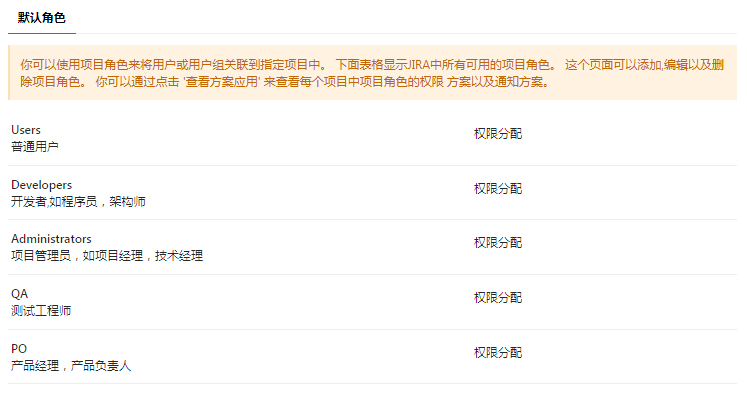 默认角色
你可以使用项目角色来将用户或用户组关联到指定项目中。 下面表格显示JIRA中所有可用的项目角色。 这个页面可以添加,编辑以及删
除项目角色。 你可以通过点击 '查看方案应用' 来查看每个项目中项目角色的权限 方案以及通知方案。
Users
普通用户
权限分配
Developers
开发者,如程序员，架构师
权限分配
Administrators
项目管理员，如项目经理，技术经理
权限分配
QA
测试工程师
权限分配
PO
产品经理，产品负责人
权限分配